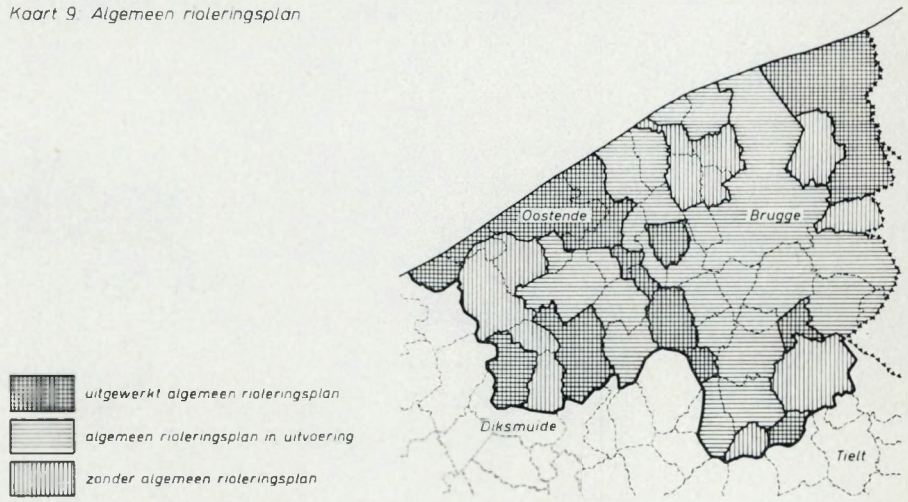 Kaart 9: Algemeen rioleringsplan
Oostende
Brugge
uitgewerkt algemeen rioleringsplan
algemeen rioleringsplan in uitvoering
Diksmuide
zonder algemeen rioleringsplan
Tielt